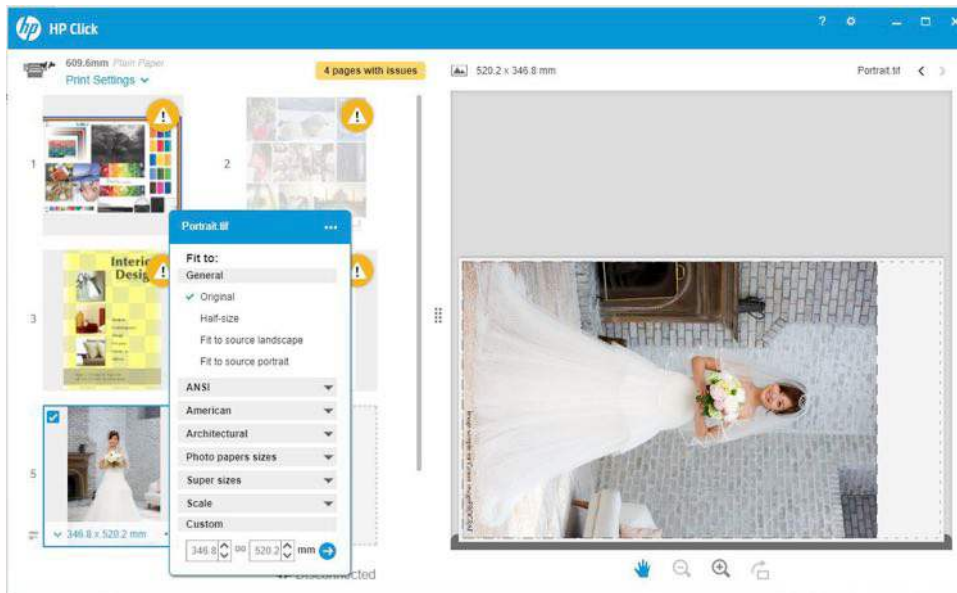 hp HP Click
?
609.6mm Plain Paper
Print Settings
4 pages with issues
520.2 x 346.8 mm
Portrait.tif
1
2
3
Interior
Design
5
346.8 x 520.2 mm
Portrait.tif
Fit to:
General
Original
Half-size
Fit to source landscape
Fit to source portrait
ANSI
American
Architectural
Photo papers sizes
Super sizes
Scale
Custom
346.8
520.2
mm
Disconnected